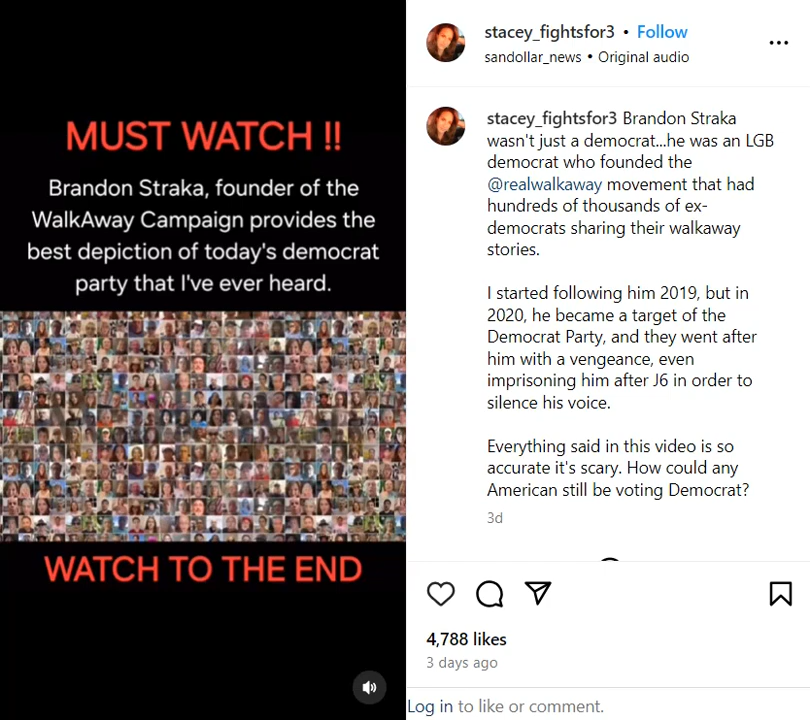 MUST WATCH !!
Brandon Straka, founder of the
WalkAway Campaign provides the
best depiction of today's democrat
party that I've ever heard.
WATCH TO THE END
stacey_fightsfor3 • Follow
sandollar_news • Original audio
stacey_fightsfor3 Brandon Straka
wasn't just a democrat...he was an LGB
democrat who founded the
@realwalkaway movement that had
hundreds of thousands of ex-
democrats sharing their walkaway
stories.
I started following him 2019, but in
2020, he became a target of the
Democrat Party, and they went after
him with a vengeance, even
imprisoning him after J6 in order to
silence his voice.
Everything said in this video is so
accurate it's scary. How could any
American still be voting Democrat?
3d
4,788 likes
3 days ago
Log in to like or comment.